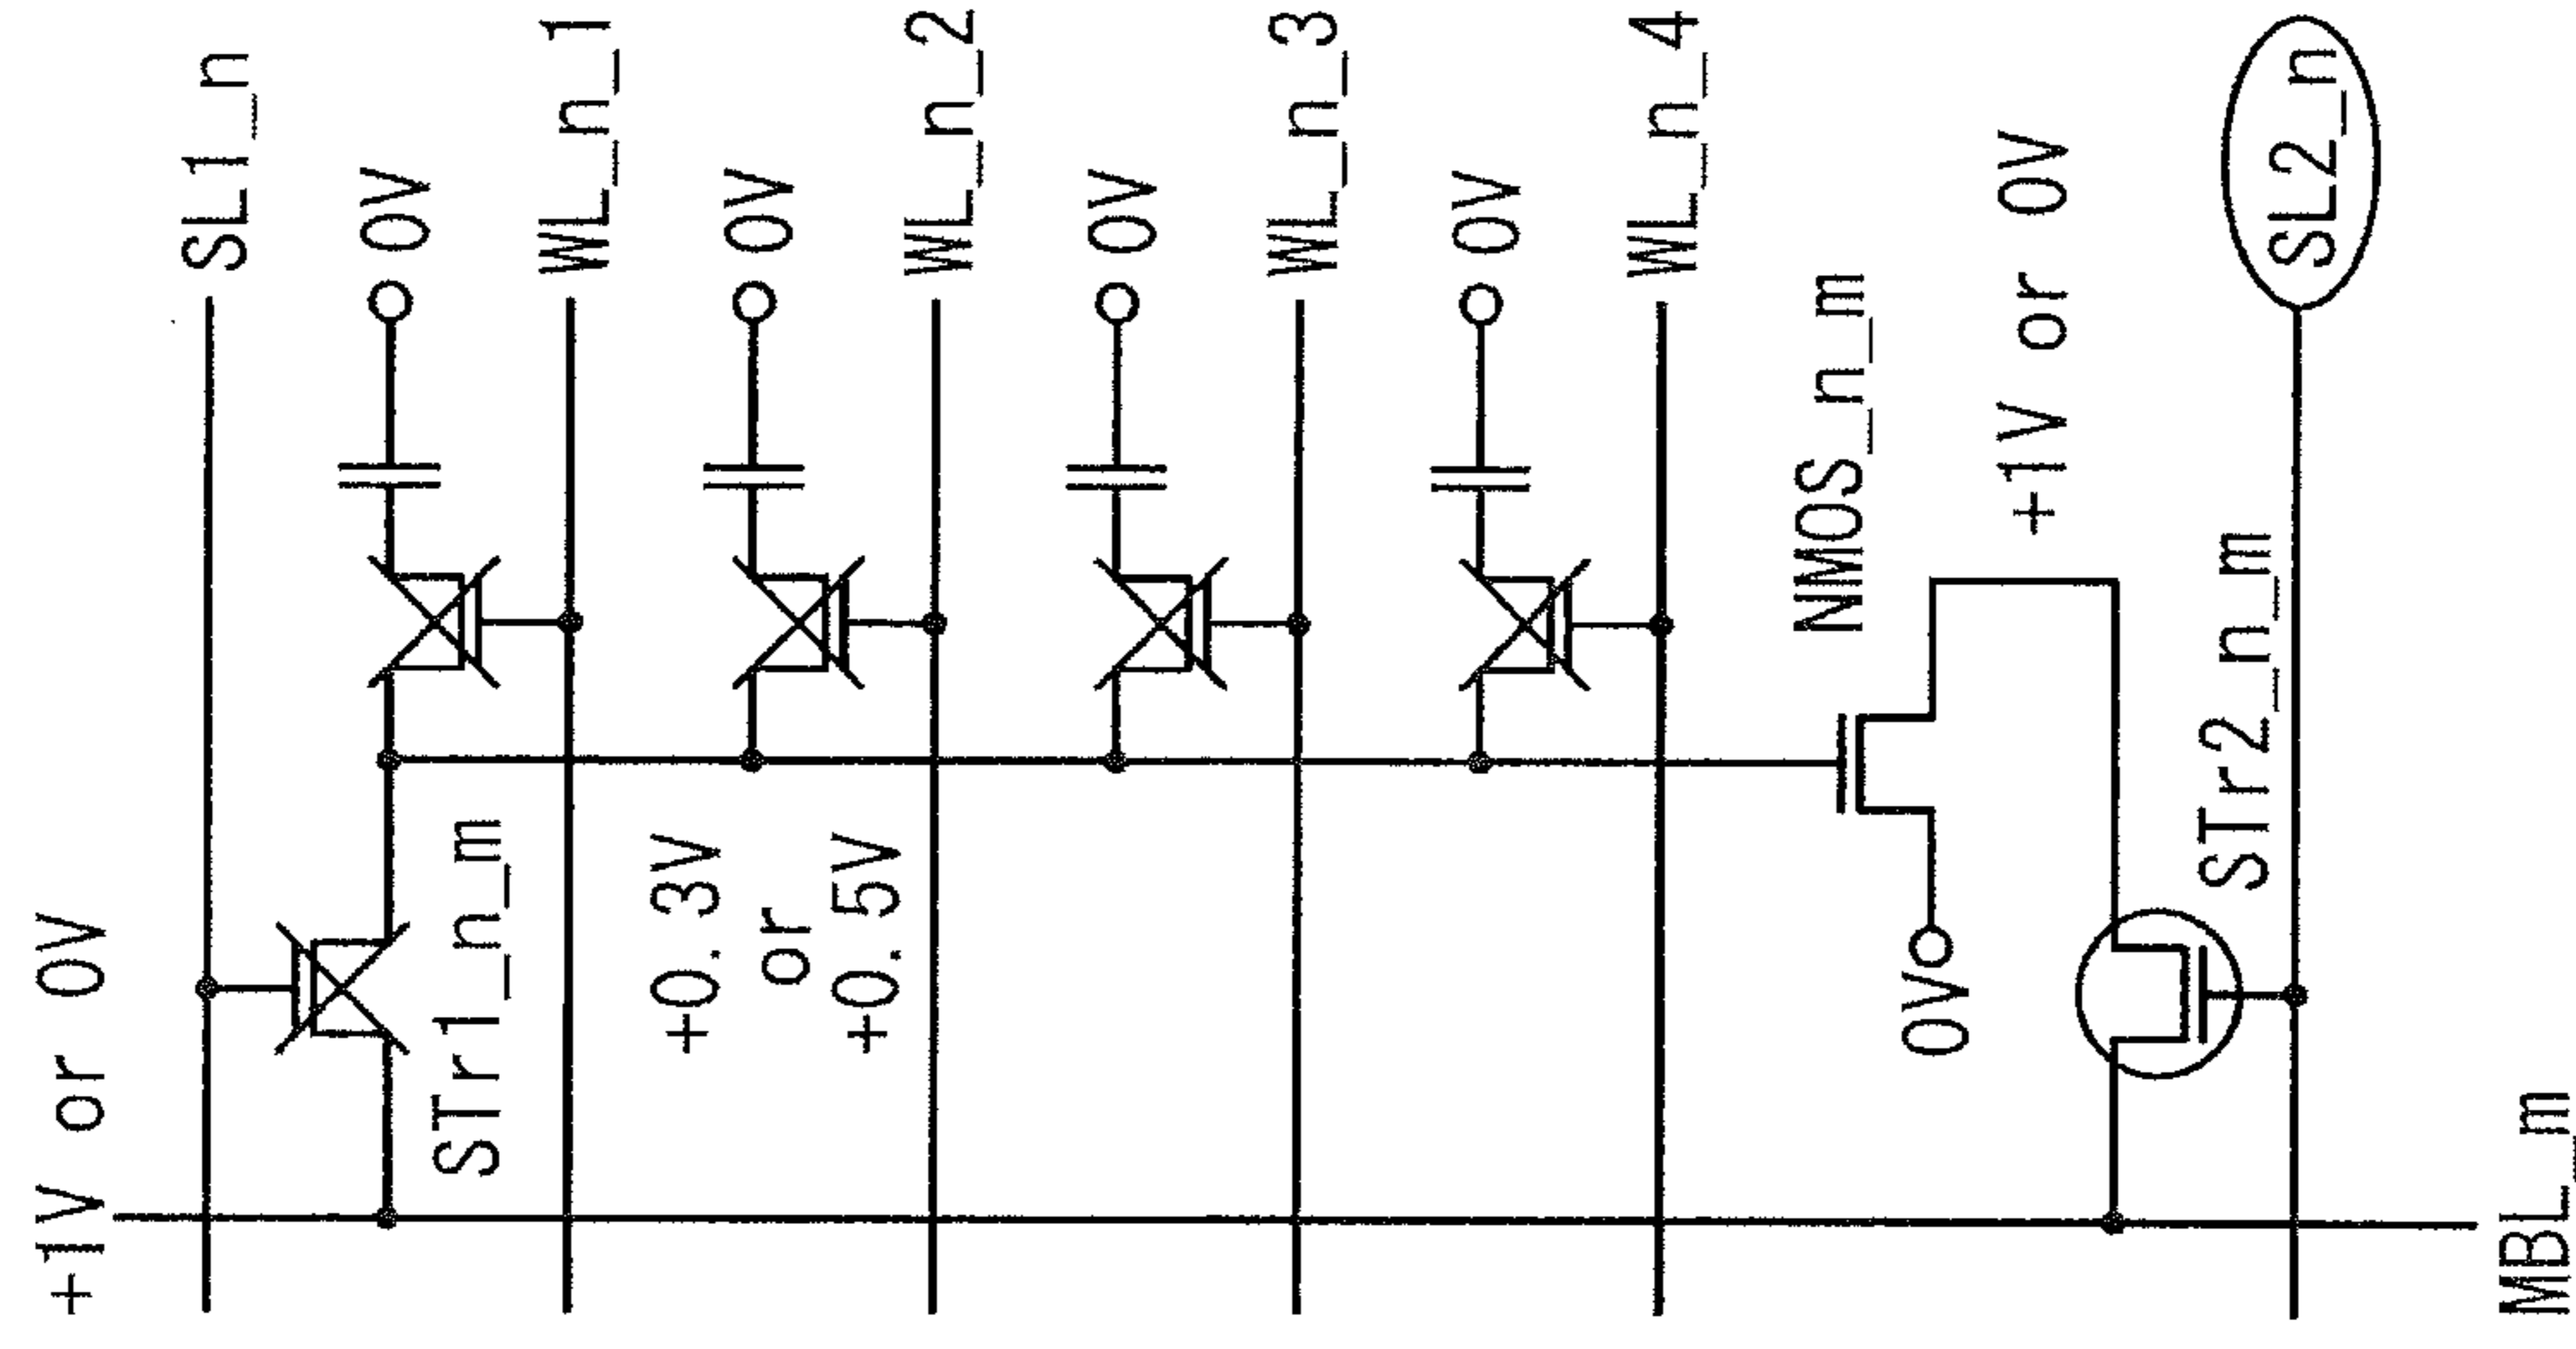 +1V or 0V
SL1_n
0V
WL_n_1
0V
WL_n_2
0V
WL_n_3
0V
WL_n_4
STr1_n_m
+0.3V
or
+0.5V
NMOS_n_m
0V
+1V or 0V
STr2_n_m
SL2_n
MBL_m